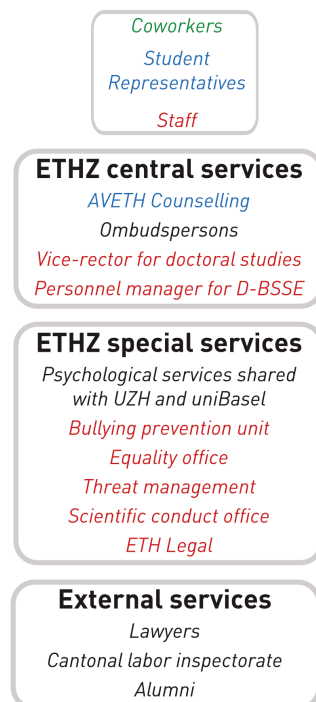 Coworkers
Student
Representatives
Staff
ETHZ central services
AVETH Counselling
Ombudspersons
Vice-rector for doctoral studies
Personnel manager for D-BSSE
ETHZ special services
Psychological services shared
with UZH and uniBasel
Bullying prevention unit
Equality office
Threat management
Scientific conduct office
ETH Legal
External services
Lawyers
Cantonal labor inspectorate
Alumni